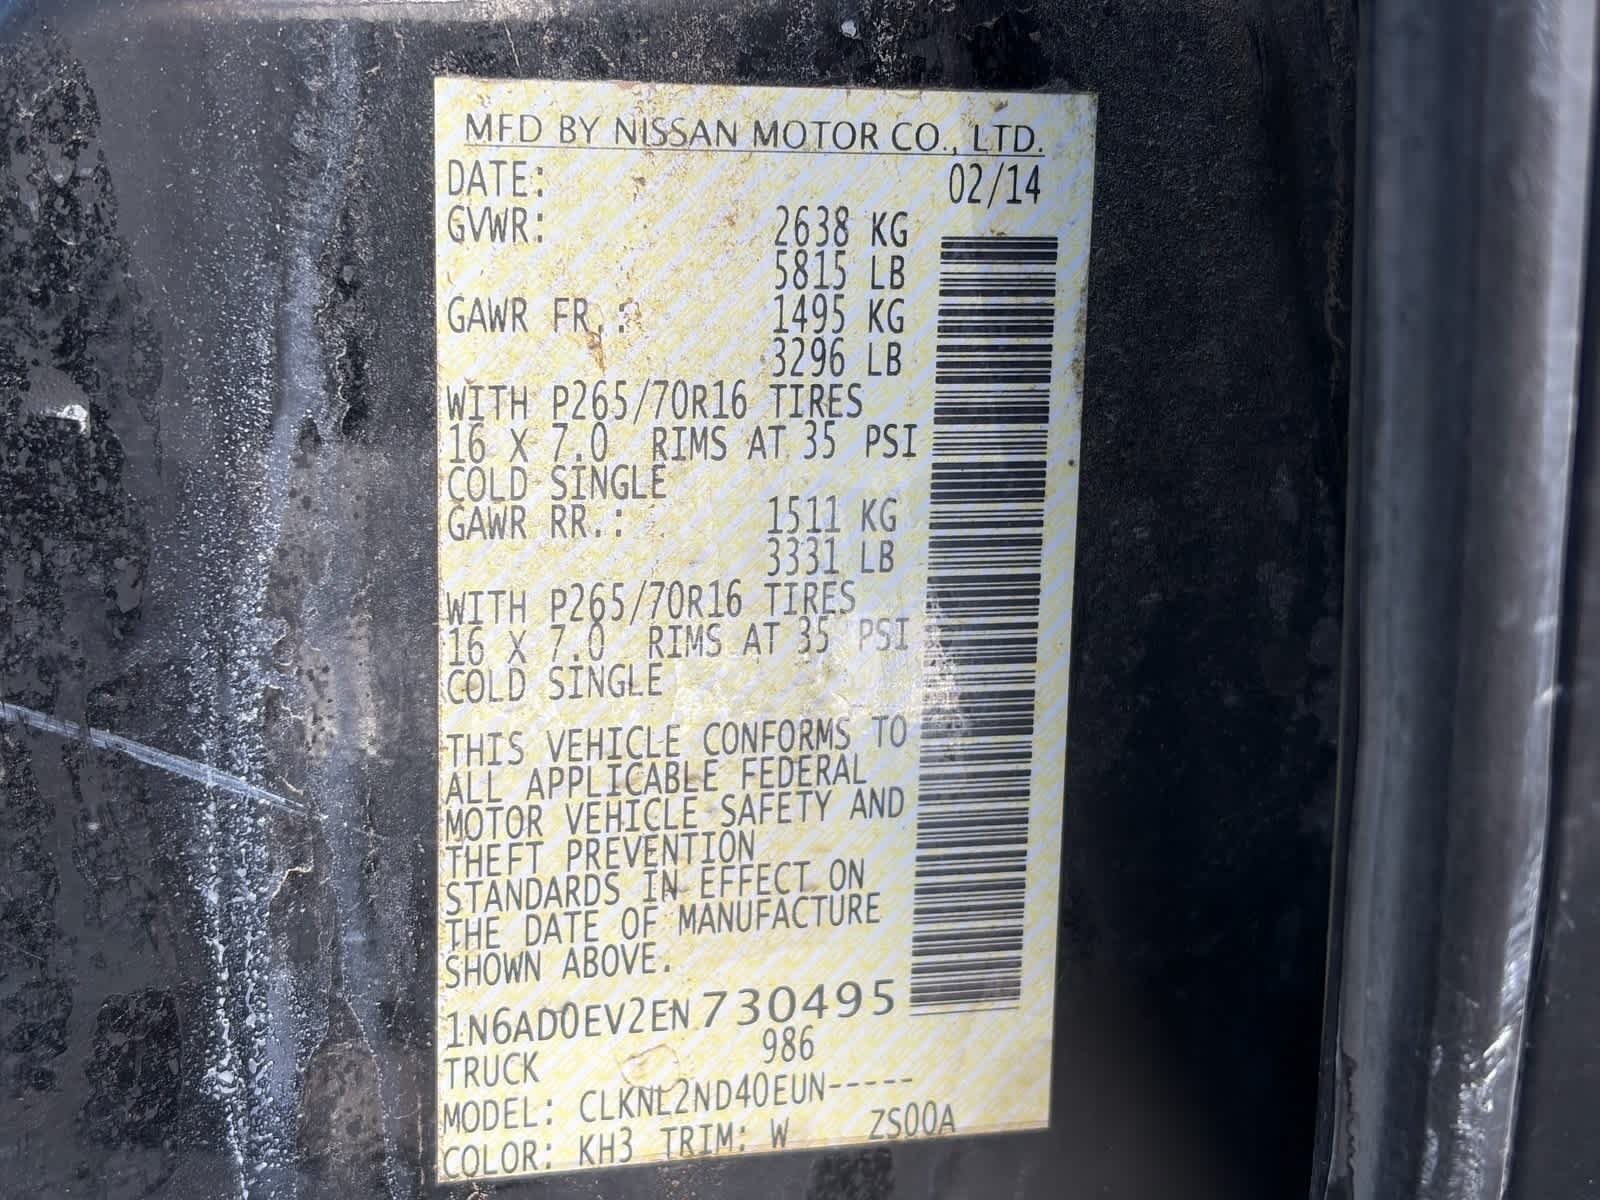 MFD BY NISSAN MOTOR CO., LTD.
DATE: 02/14
GVWR: 2638 KG
5815 LB
GAWR FR.: 1495 KG
3296 LB
WITH P265/70R16 TIRES
16 X 7.0 RIMS AT 35 PSI
COLD SINGLE
GAWR RR.: 1511 KG
3331 LB
WITH P265/70R16 TIRES
16 X 7.0 RIMS AT 35 PSI
COLD SINGLE
THIS VEHICLE CONFORMS TO
ALL APPLICABLE FEDERAL
MOTOR VEHICLE SAFETY AND
THEFT PREVENTION
STANDARDS IN EFFECT ON
THE DATE OF MANUFACTURE
SHOWN ABOVE.
1N6AD0EV2EN730495
TRUCK 986
MODEL: CLKNL2ND40EUN-----
COLOR: KH3 TRIM: W ZS00A